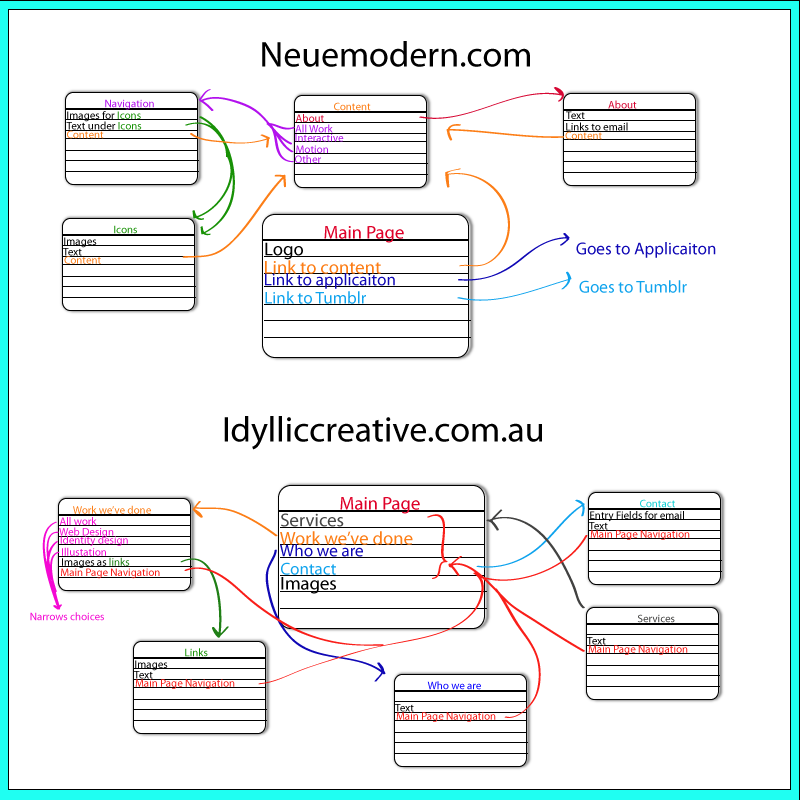 Neuemodern.com
Navigation
Images for Icons
Text under Icons
Content
Content
About
All Work
Interactive
Motion
Other
About
Text
Links to email
Content
Icons
Images
Text
Content
Main Page
Logo
Link to content
Link to applicaiton
Link to Tumblr
Goes to Applicaiton
Goes to Tumblr
Idylliccreative.com.au
Work we've done
All work
Web Design
Identity design
Illustation
Images as links
Main Page Navigation
Narrows choices
Main Page
Services
Work we've done
Who we are
Contact
Images
Contact
Entry Fields for email
Text
Main Page Navigation
Services
Text
Main Page Navigation
Links
Images
Text
Main Page Navigation
Who we are
Text
Main Page Navigation